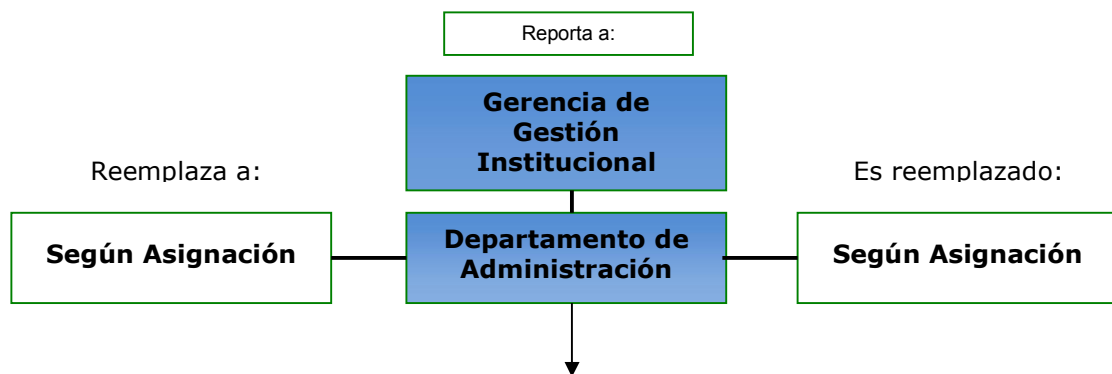 Reporta a:
Gerencia de
Gestión
Institucional
Reemplaza a:
Es reemplazado:
Según Asignación
Departamento de
Administración
Según Asignación